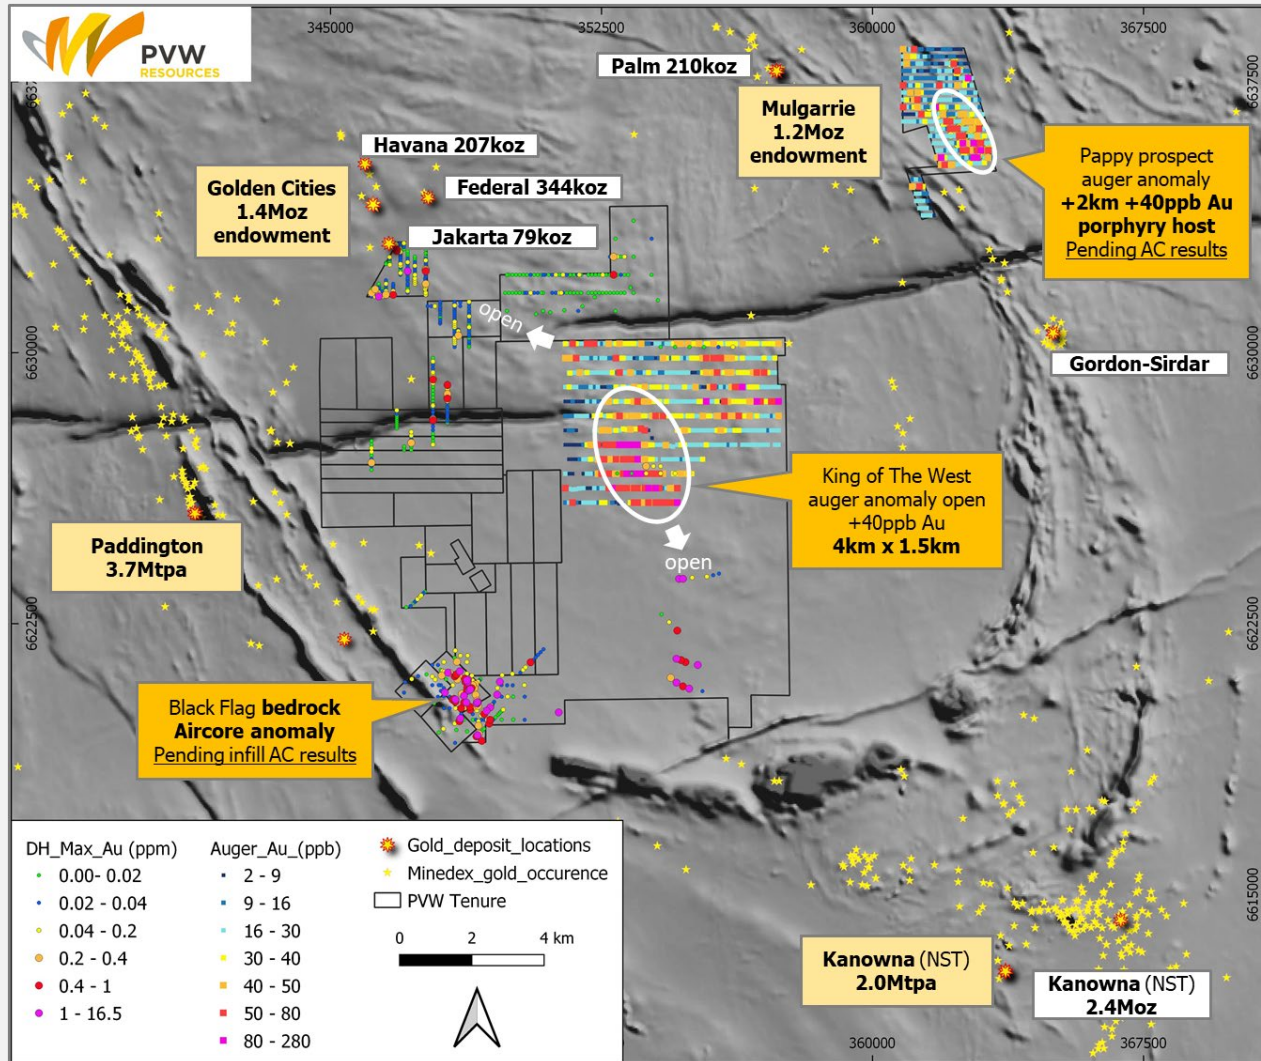 345000
352500
360000
367500
PVW
RESOURCES
6637500
Palm 210koz
Mulgarrie
1.2Moz
endowment
Pappy prospect
auger anomaly
+2km +40ppb Au
porphyry host
Pending AC results
Havana 207koz
Golden Cities
1.4Moz
endowment
Federal 344koz
Jakarta 79koz
open
6630000
6630000
Gordon-Sirdar
King of The West
auger anomaly open
+40ppb Au
4km x 1.5km
Paddington
3.7Mtpa
open
6622500
6622500
Black Flag bedrock
Aircore anomaly
Pending infill AC results
DH_Max_Au (ppm)
0.00- 0.02
0.02 - 0.04
0.04 - 0.2
0.2 - 0.4
0.4 - 1
1 - 16.5
Auger_Au_(ppb)
2 - 9
9 - 16
16 - 30
30 - 40
40 - 50
50 - 80
80 - 280
Gold_deposit_locations
Minedex_gold_occurence
PVW Tenure
0 2 4 km
6615000
Kanowna (NST)
2.0Mtpa
Kanowna (NST)
2.4Moz
360000
367500